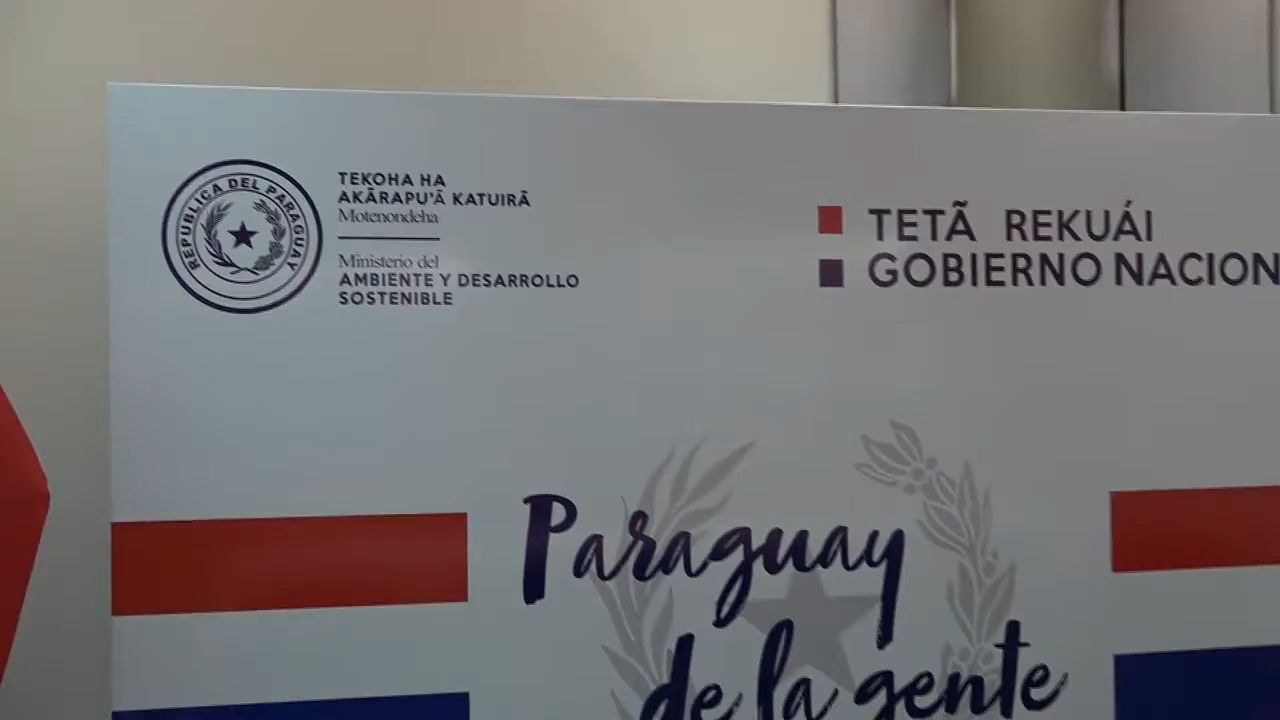 REPUBLICA DEL PARAGUAY
TEKOHA HA
AKÃRAPU'Ã KATUIRÃ
Motenondeha
Ministerio del
AMBIENTE Y DESARROLLO
SOSTENIBLE
TETÃ REKUÁI
GOBIERNO NACION
Paraguay
de la gente